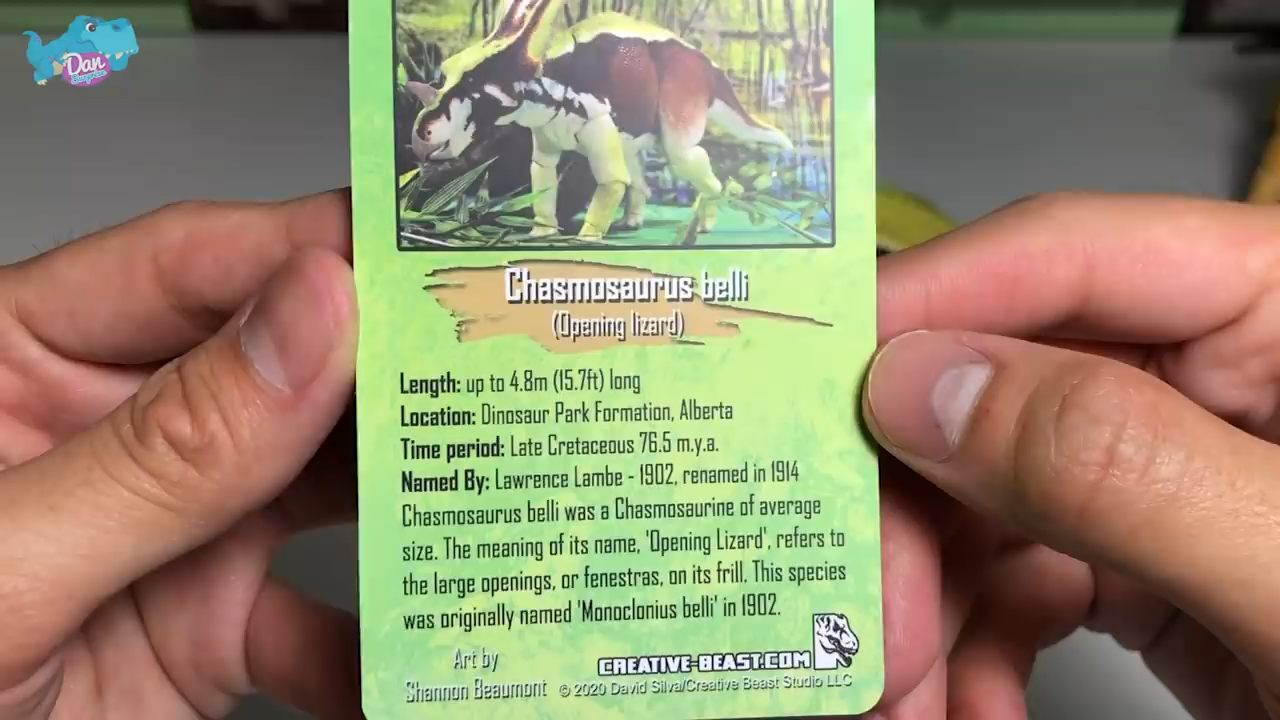 Dan
Surprise
Chasmosaurus belli
(Opening lizard)
Length: up to 4.8m (15.7ft) long
Location: Dinosaur Park Formation, Alberta
Time period: Late Cretaceous 76.5 m.y.a.
Named By: Lawrence Lambe - 1902, renamed in 1914
Chasmosaurus belli was a Chasmosaurine of average
size. The meaning of its name, 'Opening Lizard', refers to
the large openings, or fenestras, on its frill. This species
was originally named 'Monoclonius belli' in 1902.
Art by
Shannon Beaumont
CREATIVE-BEAST.COM
© 2020 David Silva/Creative Beast Studio LLC